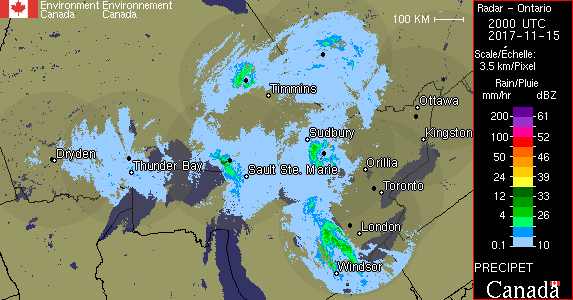 Environment Environnement
Canada Canada
100 KM
Timmins
Ottawa
Sudbury
Kingston
Dryden
Thunder Bay
Sault Ste. Marie
Orillia
Toronto
London
Windsor
Radar - Ontario
2000 UTC
2017-11-15
Scale/Échelle:
3.5 km/Pixel
Rain/Pluie
mm/hr dBZ
200 61
100 52
50 46
24 39
12 33
4 26
0.1 10
PRECIPET
Canada